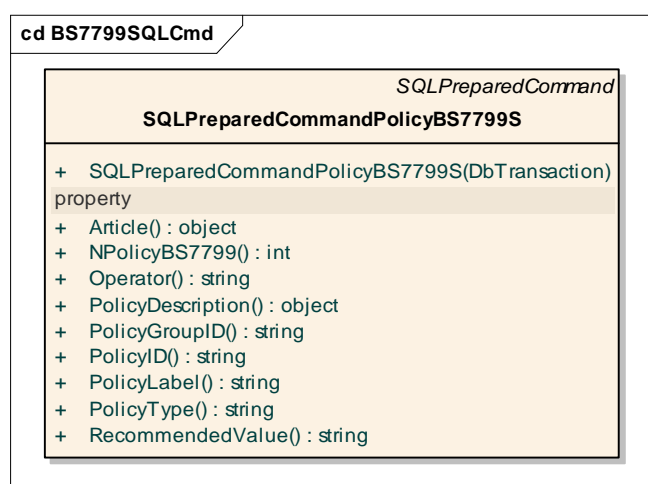 cd BS7799SQLCmd
SQLPreparedCommand
SQLPreparedCommandPolicyBS7799S
+ SQLPreparedCommandPolicyBS7799S(DbTransaction)
property
+ Article() : object
+ NPolicyBS7799() : int
+ Operator() : string
+ PolicyDescription() : object
+ PolicyGroupID() : string
+ PolicyID() : string
+ PolicyLabel() : string
+ PolicyType() : string
+ RecommendedValue() : string